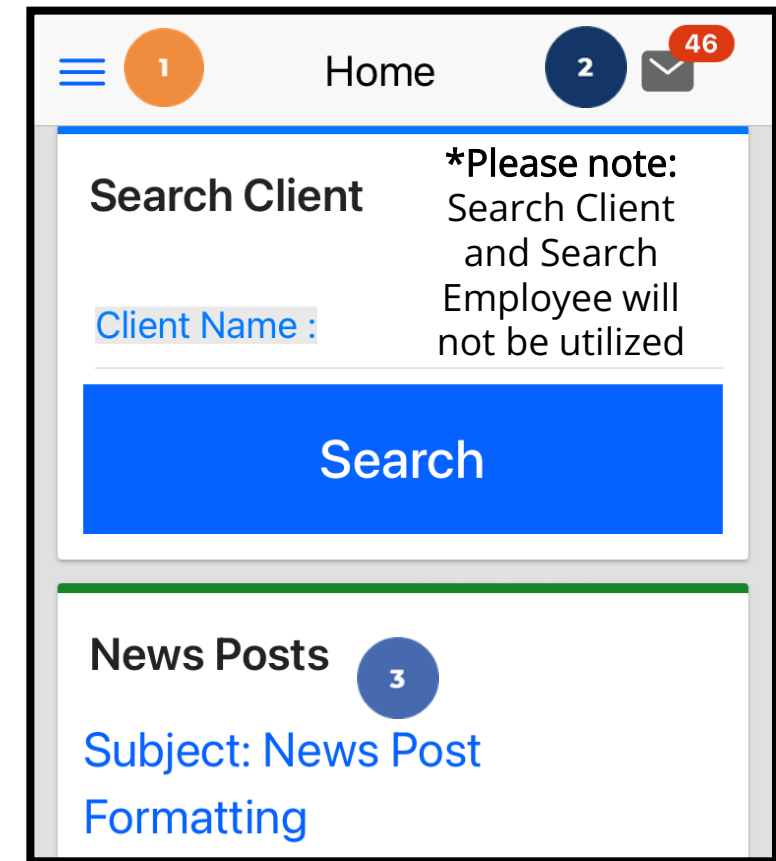 1
Home
2
46
Search Client
*Please note:
Search Client
and Search
Employee will
not be utilized
Client Name :
Search
News Posts
3
Subject: News Post
Formatting